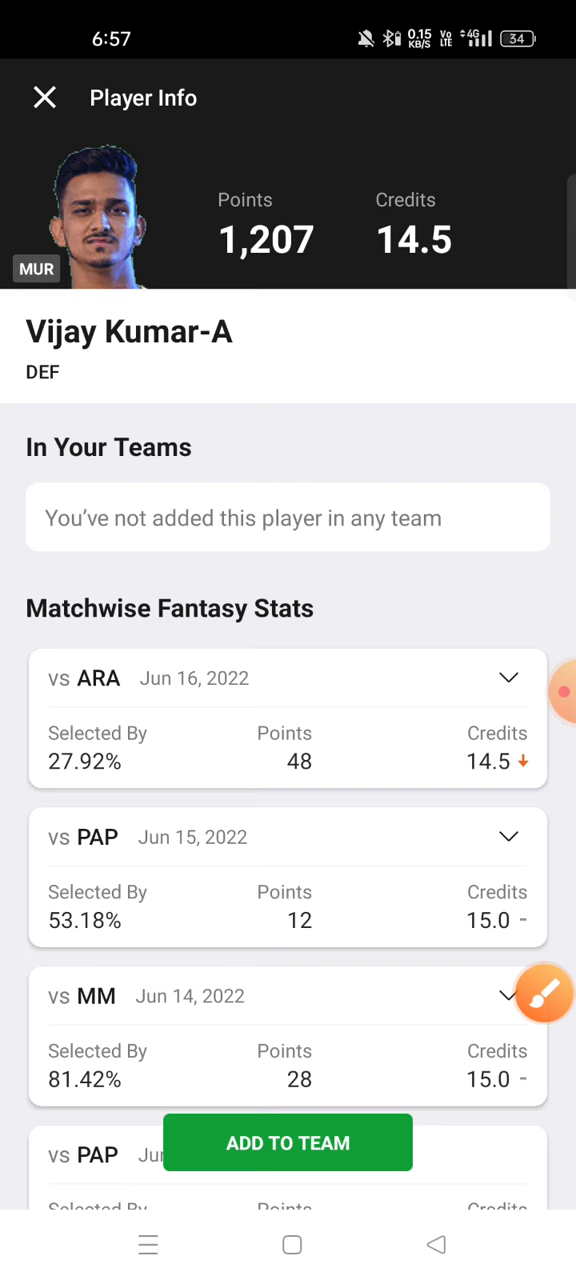 6:57
0.15 KB/S Vo LTE 4G 34
Player Info
Points Credits
1,207 14.5
MUR
Vijay Kumar-A
DEF
In Your Teams
You've not added this player in any team
Matchwise Fantasy Stats
vs ARA Jun 16, 2022
Selected By Points Credits
27.92% 48 14.5
vs PAP Jun 15, 2022
Selected By Points Credits
53.18% 12 15.0 -
vs MM Jun 14, 2022
Selected By Points Credits
81.42% 28 15.0 -
vs PAP
ADD TO TEAM
Selected By Points Credits